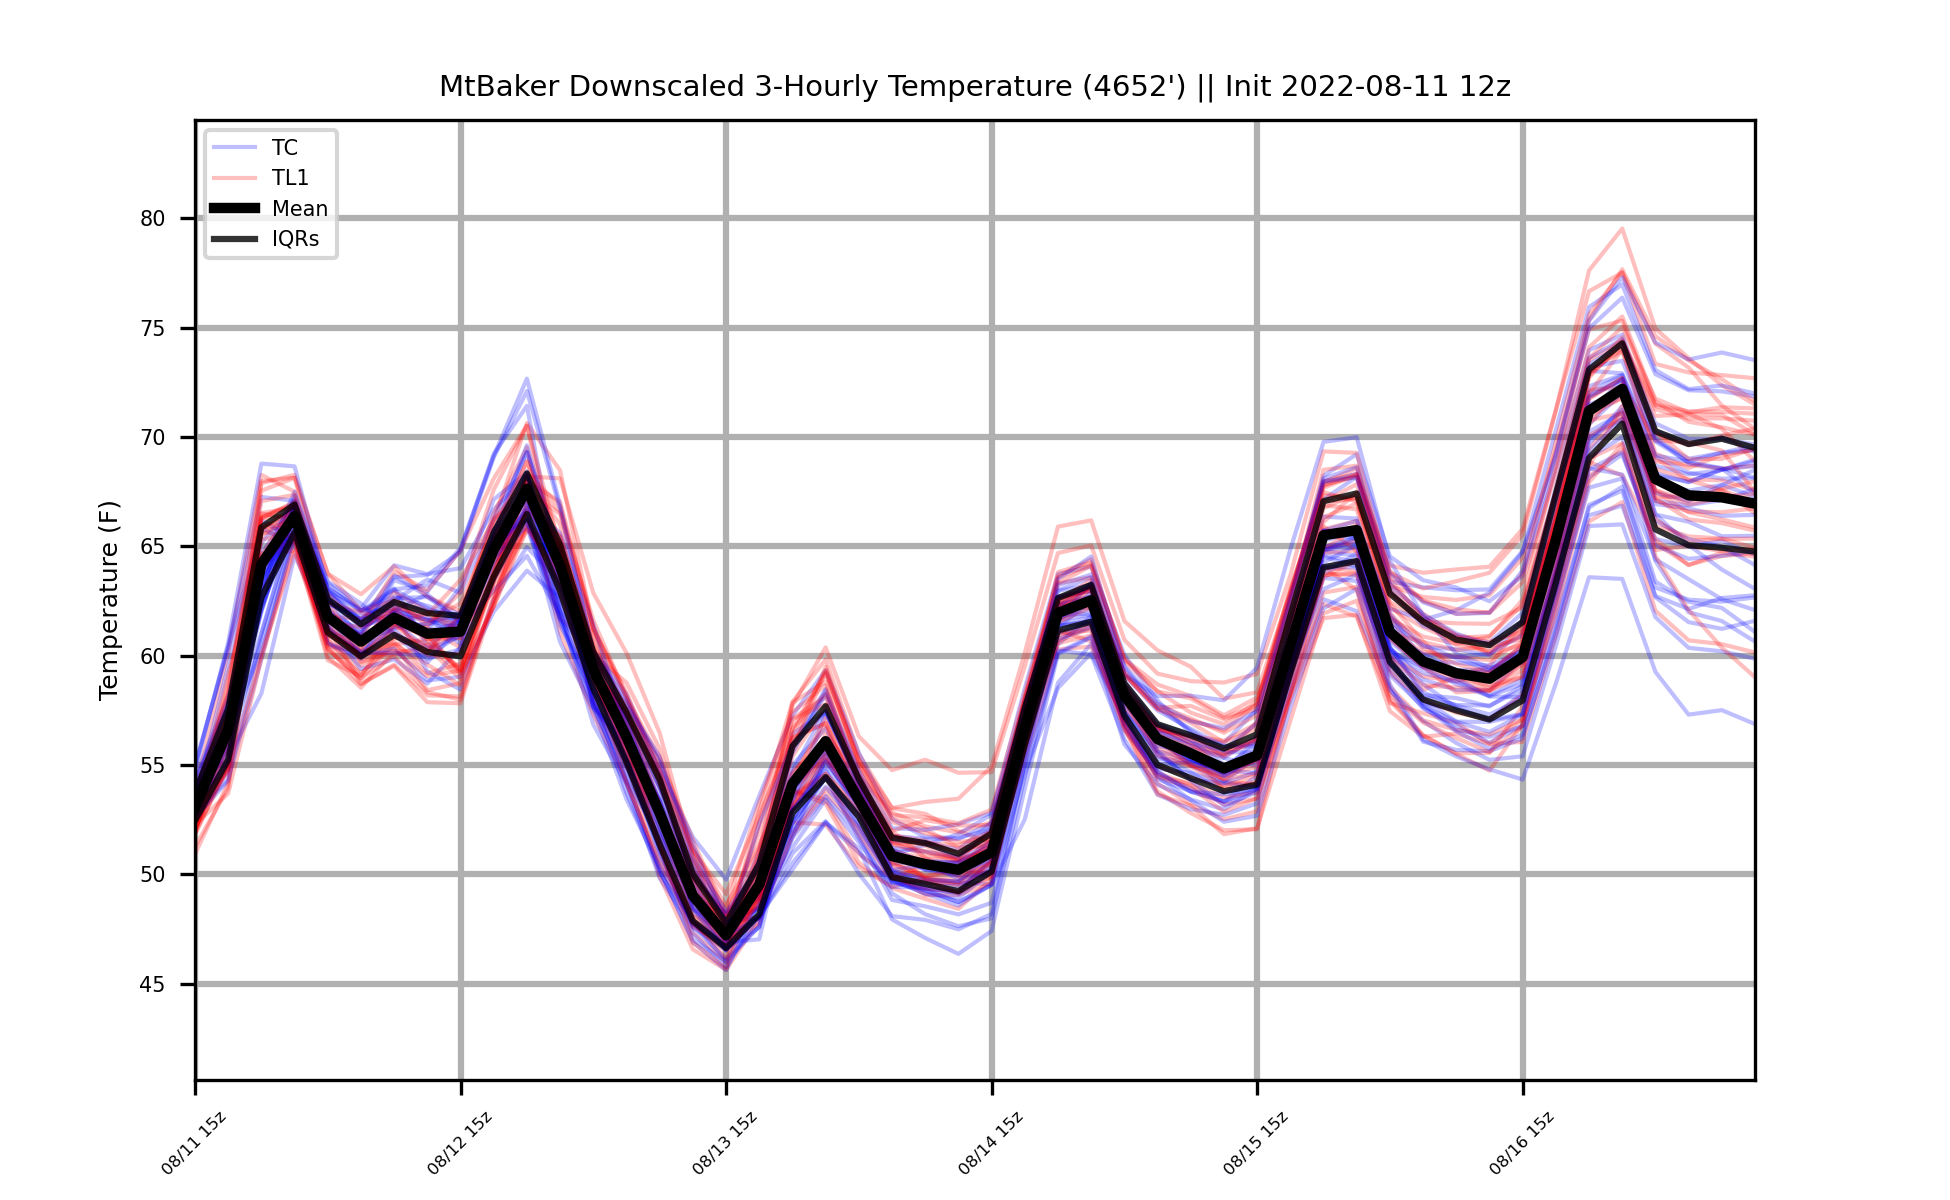 MtBaker Downscaled 3-Hourly Temperature (4652') || Init 2022-08-11 12z
TC
TL1
Mean
IQRs
Temperature (F)
80
75
70
65
60
55
50
45
08/11 15z
08/12 15z
08/13 15z
08/14 15z
08/15 15z
08/16 15z